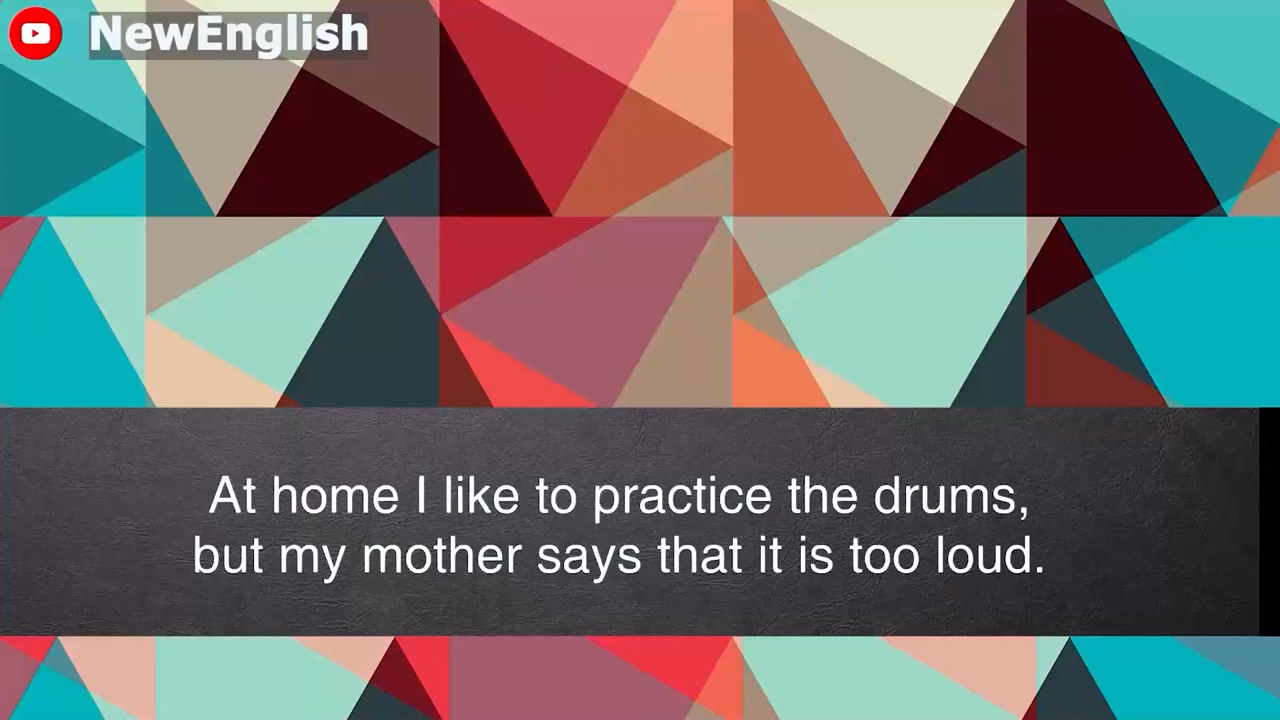 NewEnglish
At home I like to practice the drums,
but my mother says that it is too loud.